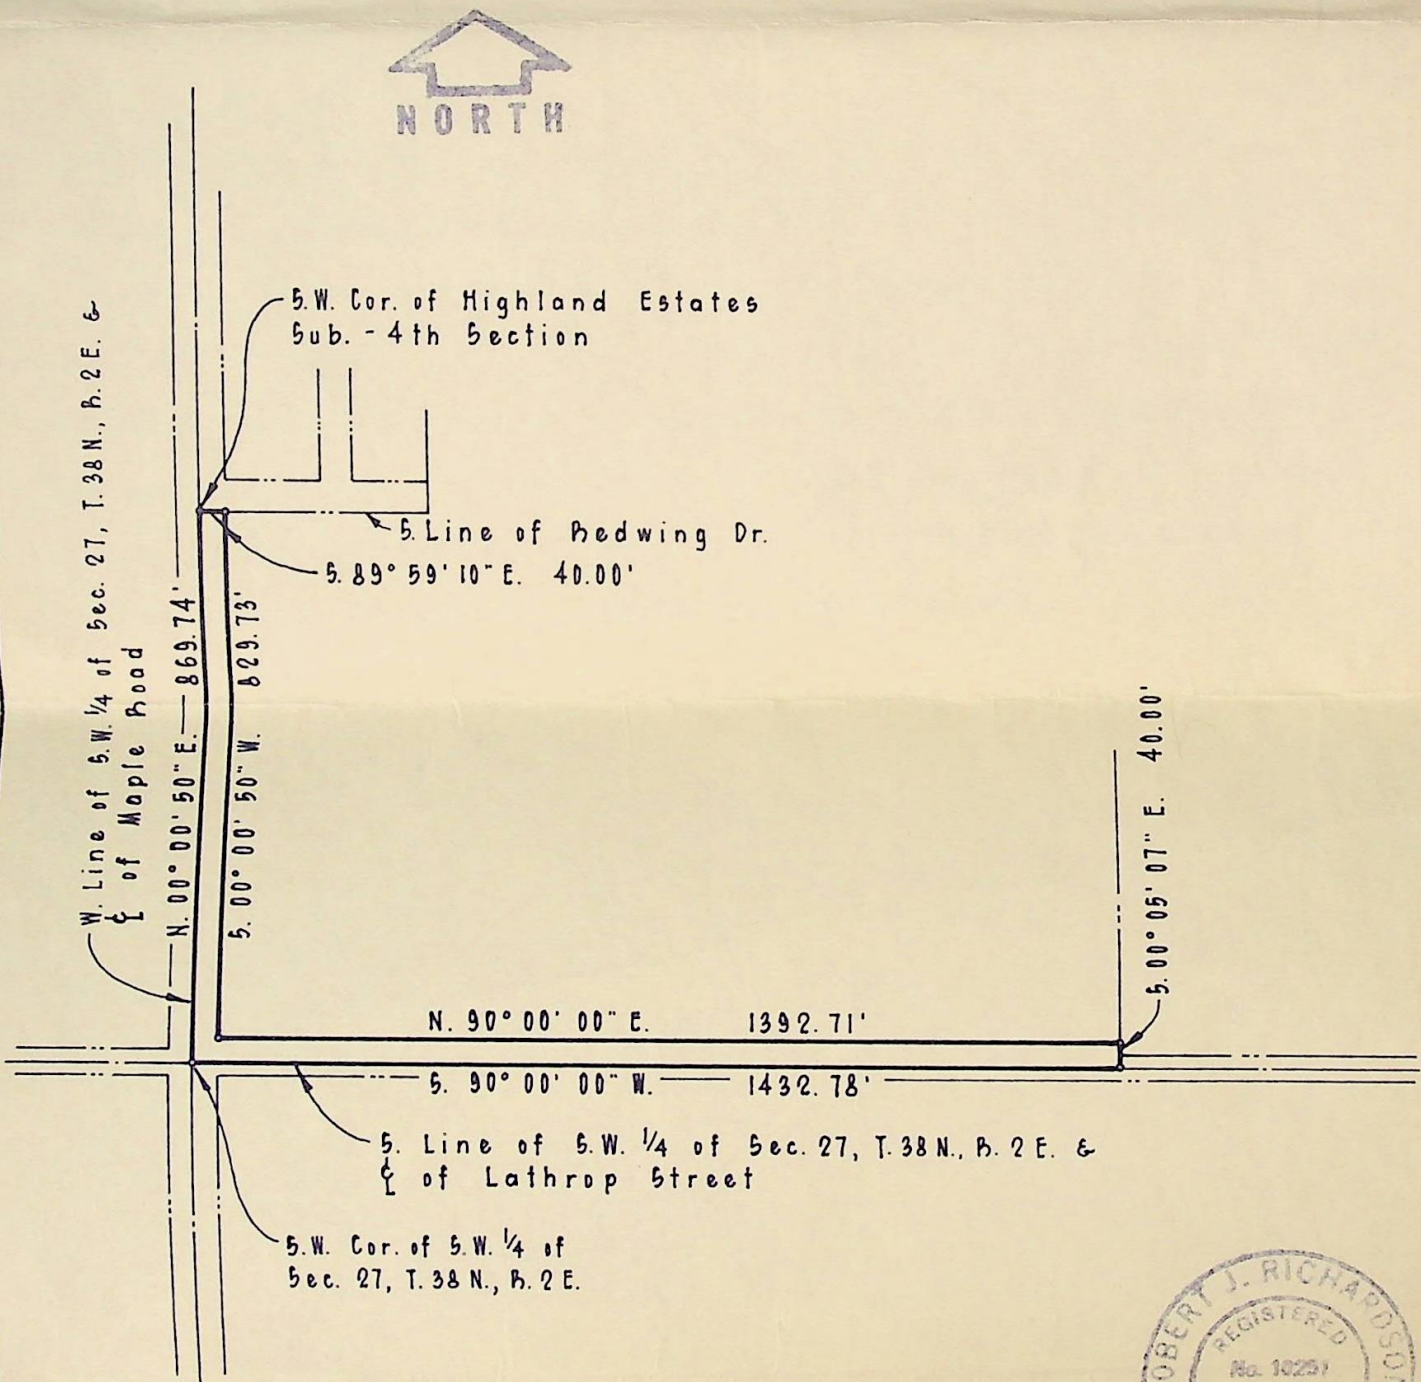 NORTH
S.W. Cor. of Highland Estates
Sub. - 4th Section
S. Line of Redwing Dr.
S. 89° 59' 10" E. 40.00'
W. Line of S.W. 1/4 of Sec. 27, T. 38 N., R. 2 E. &
℄ of Maple Road
N. 00° 00' 50" E. 869.74'
S. 00° 00' 50" W. 829.73'
S. 00° 05' 07" E. 40.00'
N. 90° 00' 00" E. 1392.71'
S. 90° 00' 00" W. 1432.78'
S. Line of S.W. 1/4 of Sec. 27, T. 38 N., R. 2 E. &
℄ of Lathrop Street
S.W. Cor. of S.W. 1/4 of
Sec. 27, T. 38 N., R. 2 E.
OBERT J. RICHARDSON
REGISTERED
No. 10251